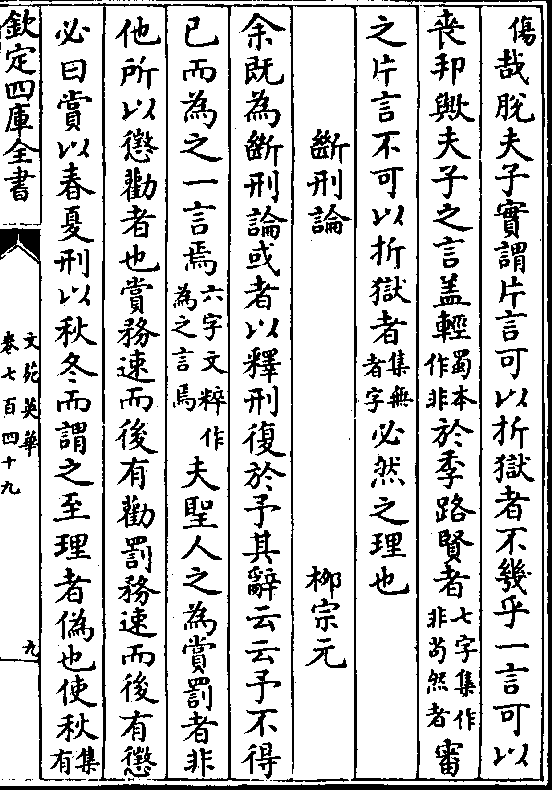 傷哉脫夫子實謂片言可以折獄者不幾乎一言可以
喪邦歟夫子之言盖輕蜀本作非於季路賢者七字集作非茍然者審
之片言不可以折獄者集無者字必然之理也
斷刑論 柳宗元
余既為斷刑論或者以釋刑復於予其辭云云予不得
已而為之一言焉六字文粹作為之言焉夫聖人之為賞罰者非
他所以懲勸者也賞務速而後有勸罰務速而後有懲
必曰賞以春夏刑以秋冬而謂之至理者偽也使秋集有
欽定四庫全書
文苑英華
卷七百四十九
九